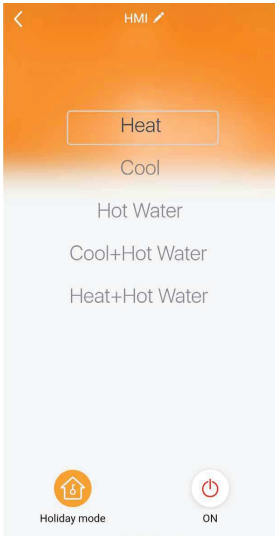 HMI
Heat
Cool
Hot Water
Cool+Hot Water
Heat+Hot Water
Holiday mode
ON